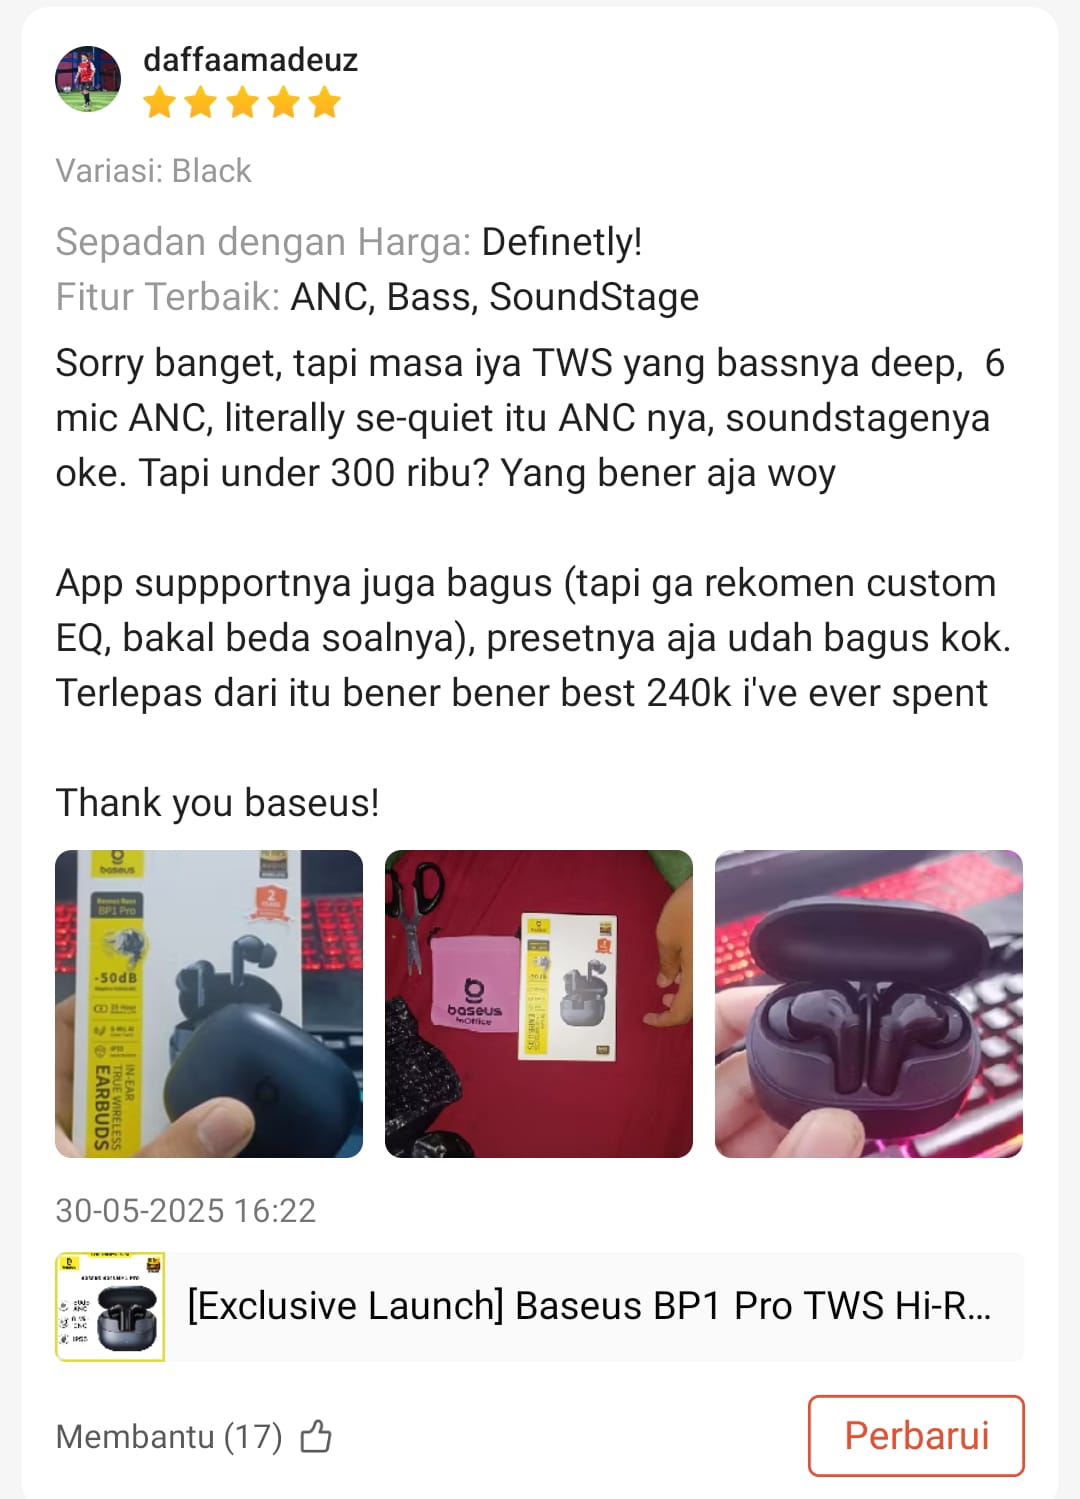 daffaamadeuz
Variasi: Black
Sepadan dengan Harga: Definetly!
Fitur Terbaik: ANC, Bass, SoundStage
Sorry banget, tapi masa iya TWS yang bassnya deep,  6
mic ANC, literally se-quiet itu ANC nya, soundstagenya
oke. Tapi under 300 ribu? Yang bener aja woy
App suppportnya juga bagus (tapi ga rekomen custom
EQ, bakal beda soalnya), presetnya aja udah bagus kok.
Terlepas dari itu bener bener best 240k i've ever spent
Thank you baseus!
baseus
BP1 Pro
2
-50dB
IN-EAR
TRUE WIRELESS
EARBUDS
baseus
InOffice
EARBUDS
30-05-2025 16:22
[Exclusive Launch] Baseus BP1 Pro TWS Hi-R...
Membantu (17)
Perbarui